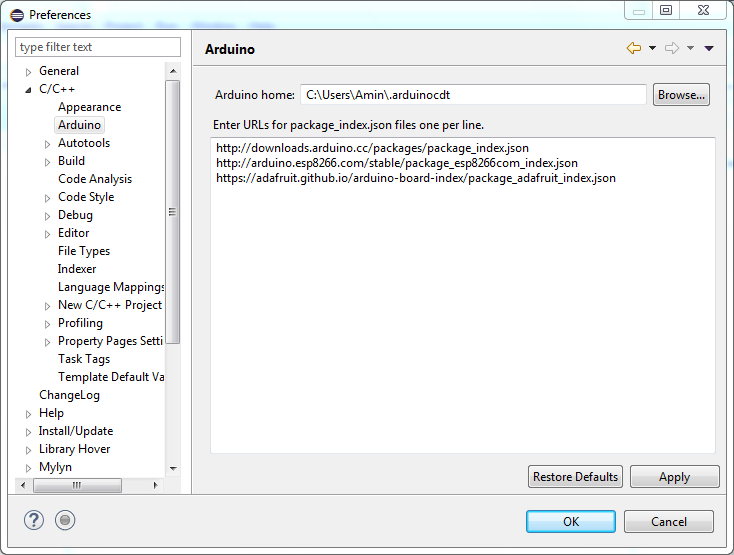 Preferences
type filter text
General
C/C++
Appearance
Arduino
Autotools
Build
Code Analysis
Code Style
Debug
Editor
File Types
Indexer
Language Mappings
New C/C++ Project
Profiling
Property Pages Setti
Task Tags
Template Default Va
ChangeLog
Help
Install/Update
Library Hover
Mylyn
Arduino
Arduino home: C:\Users\Amin\.arduinocdt Browse...
Enter URLs for package_index.json files one per line.
http://downloads.arduino.cc/packages/package_index.json
http://arduino.esp8266.com/stable/package_esp8266com_index.json
https://adafruit.github.io/arduino-board-index/package_adafruit_index.json
Restore Defaults Apply
OK Cancel